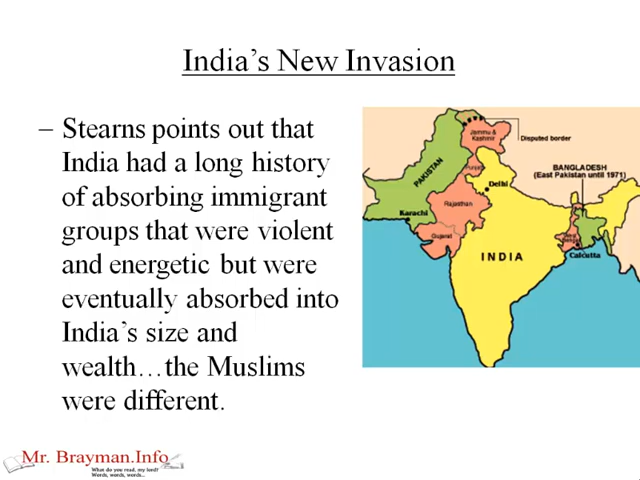 India's New Invasion
– Stearns points out that
India had a long history
of absorbing immigrant
groups that were violent
and energetic but were
eventually absorbed into
India's size and
wealth…the Muslims
were different.
Jammu &
Kashmir
Disputed border
PAKISTAN
Punjab
BANGLADESH
(East Pakistan until 1971)
Delhi
Rajasthan
Karachi
Gujarat
West
Bengal
INDIA
Calcutta
Mr. Brayman.Info
What do you read, my lord?
Words, words, words...